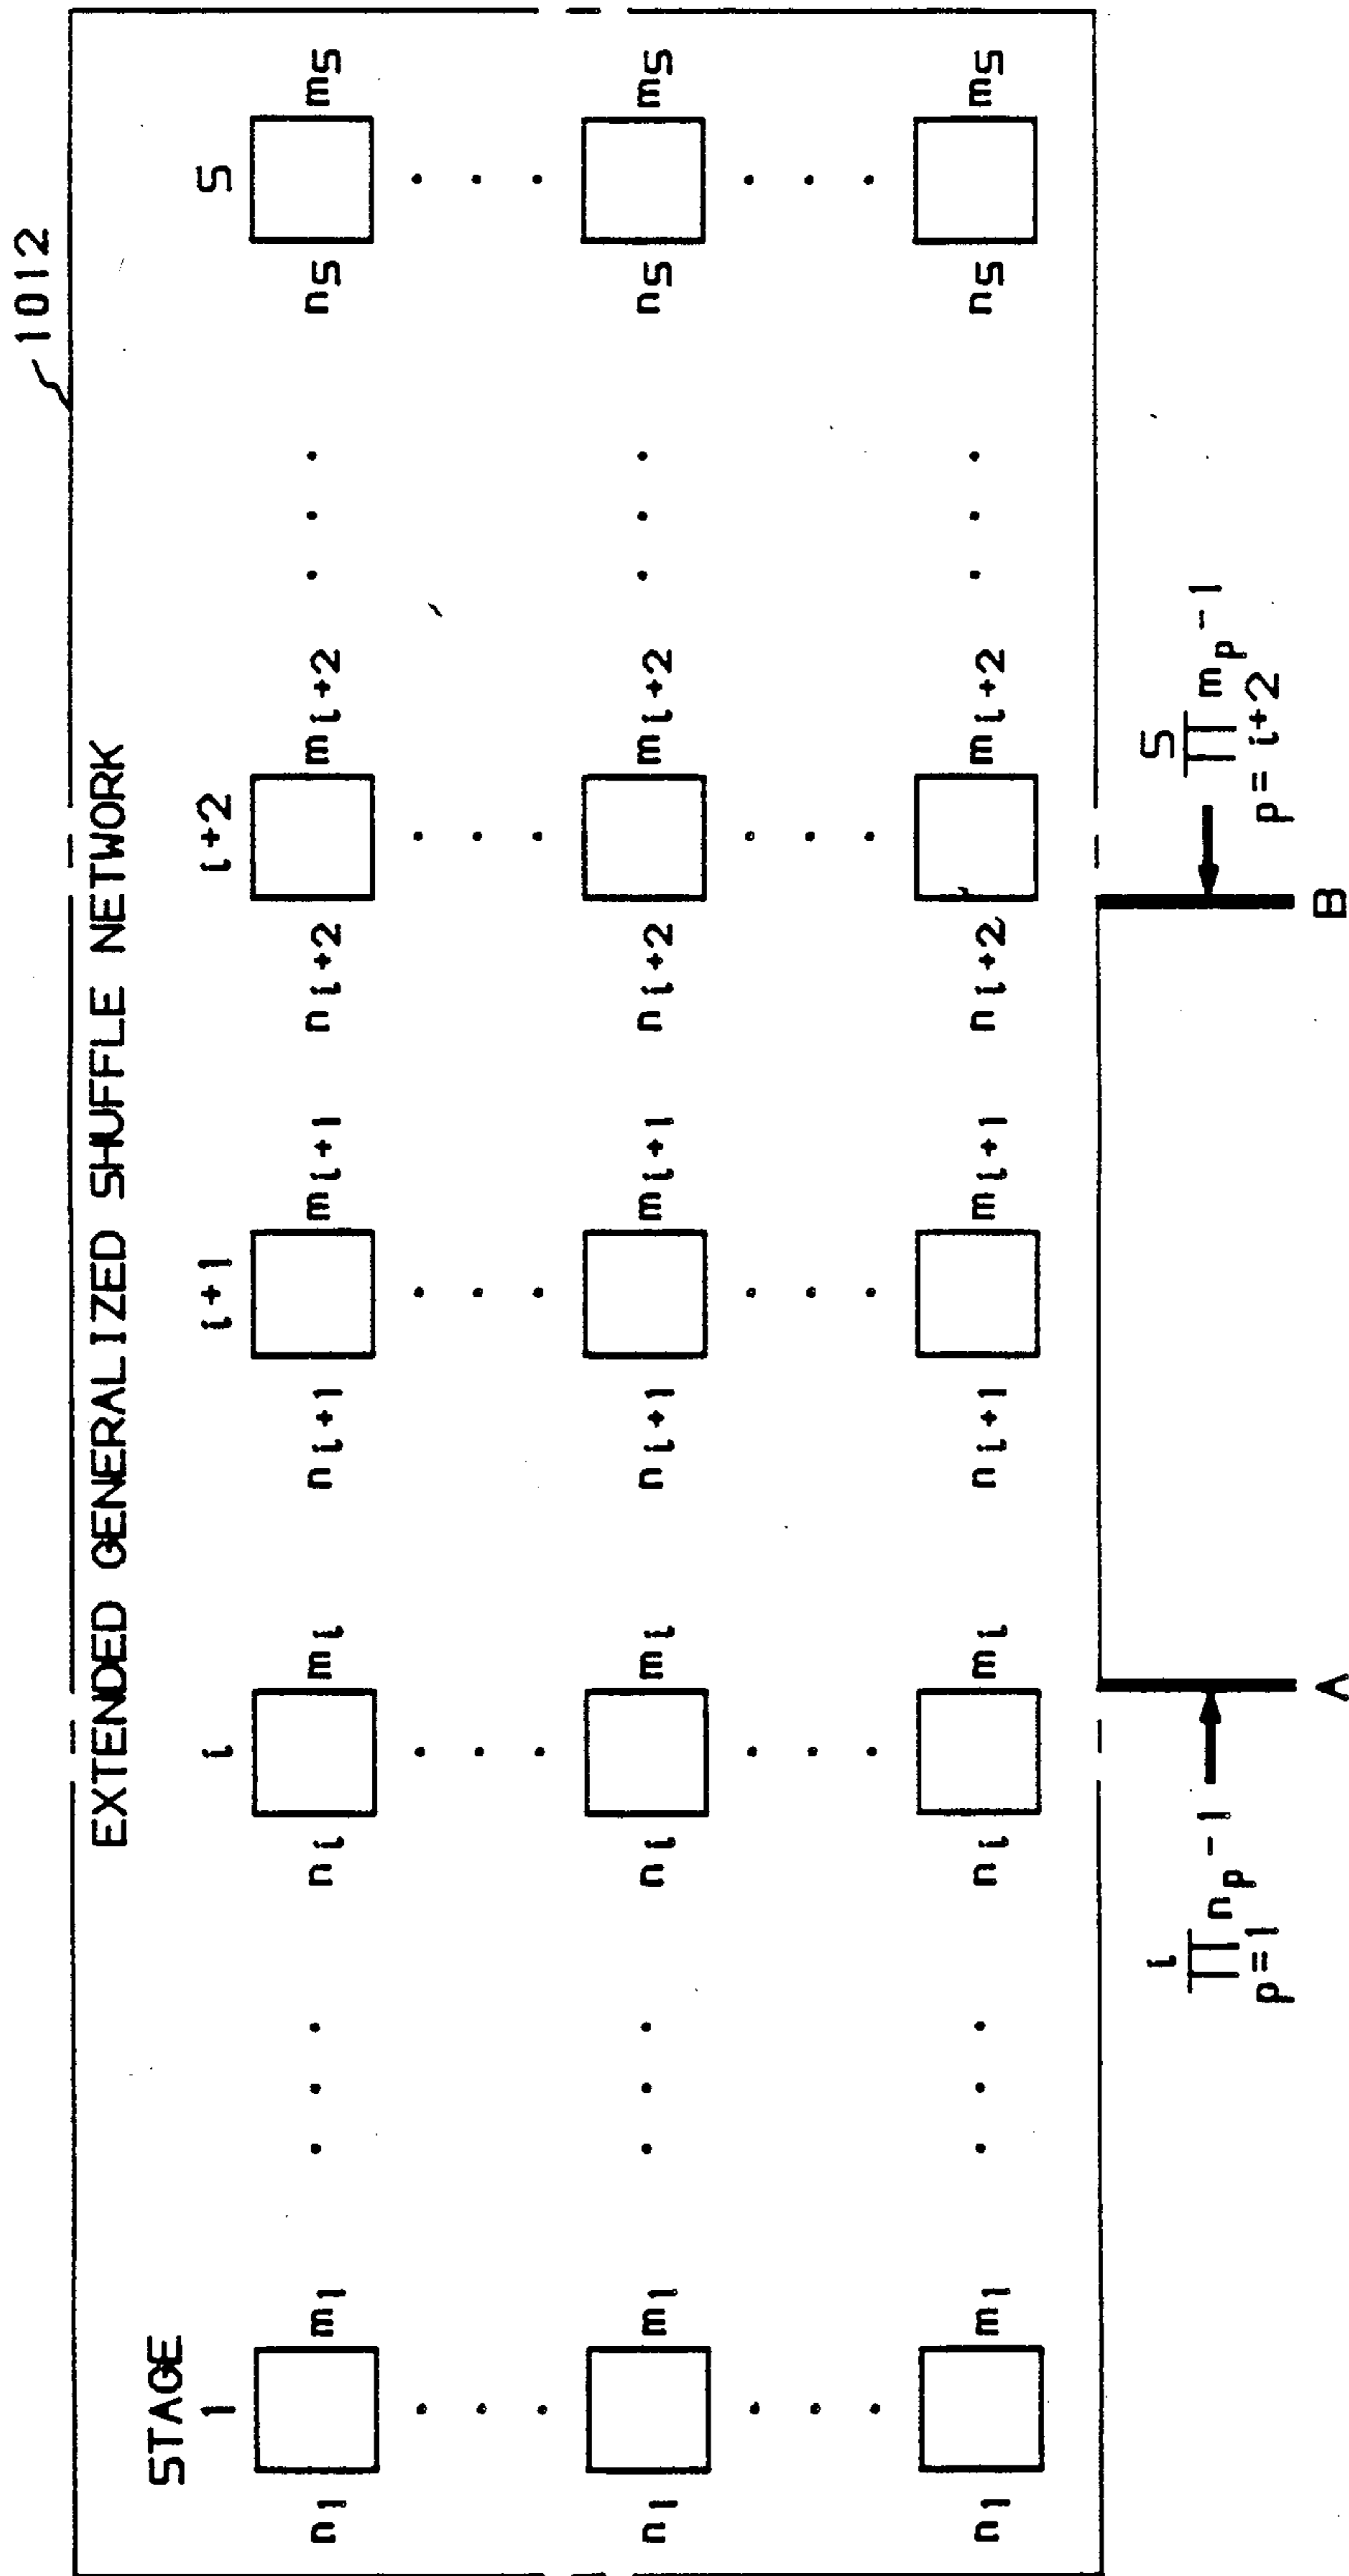 1012
EXTENDED GENERALIZED SHUFFLE NETWORK
STAGE
1 i i+1 i+2 S
n1 m1 ni mi ni+1 mi+1 ni+2 mi+2 nS mS
n1 m1 ni mi ni+1 mi+1 ni+2 mi+2 nS mS
n1 m1 ni mi ni+1 mi+1 ni+2 mi+2 nS mS
i
∏ np -1
p=1
S
∏ mp -1
p= i+2
A B